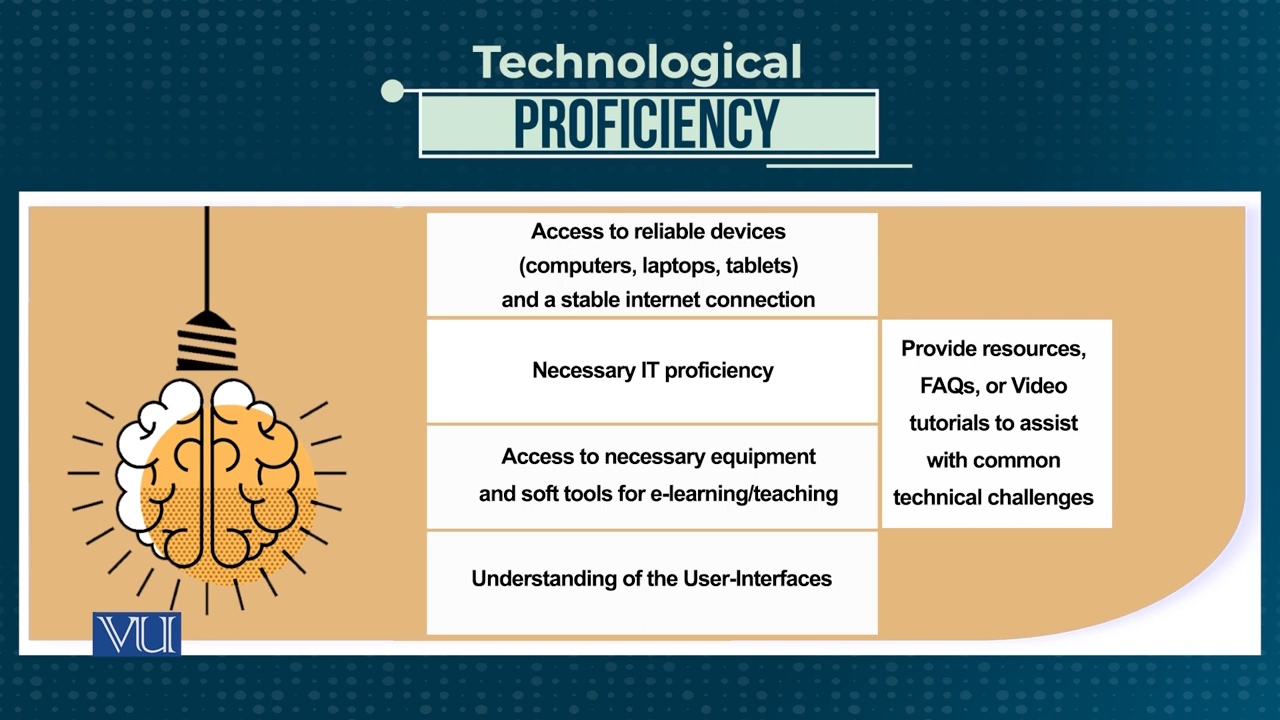 Technological
PROFICIENCY
Access to reliable devices
(computers, laptops, tablets)
and a stable internet connection
Necessary IT proficiency
Access to necessary equipment
and soft tools for e-learning/teaching
Understanding of the User-Interfaces
Provide resources,
FAQs, or Video
tutorials to assist
with common
technical challenges
VU